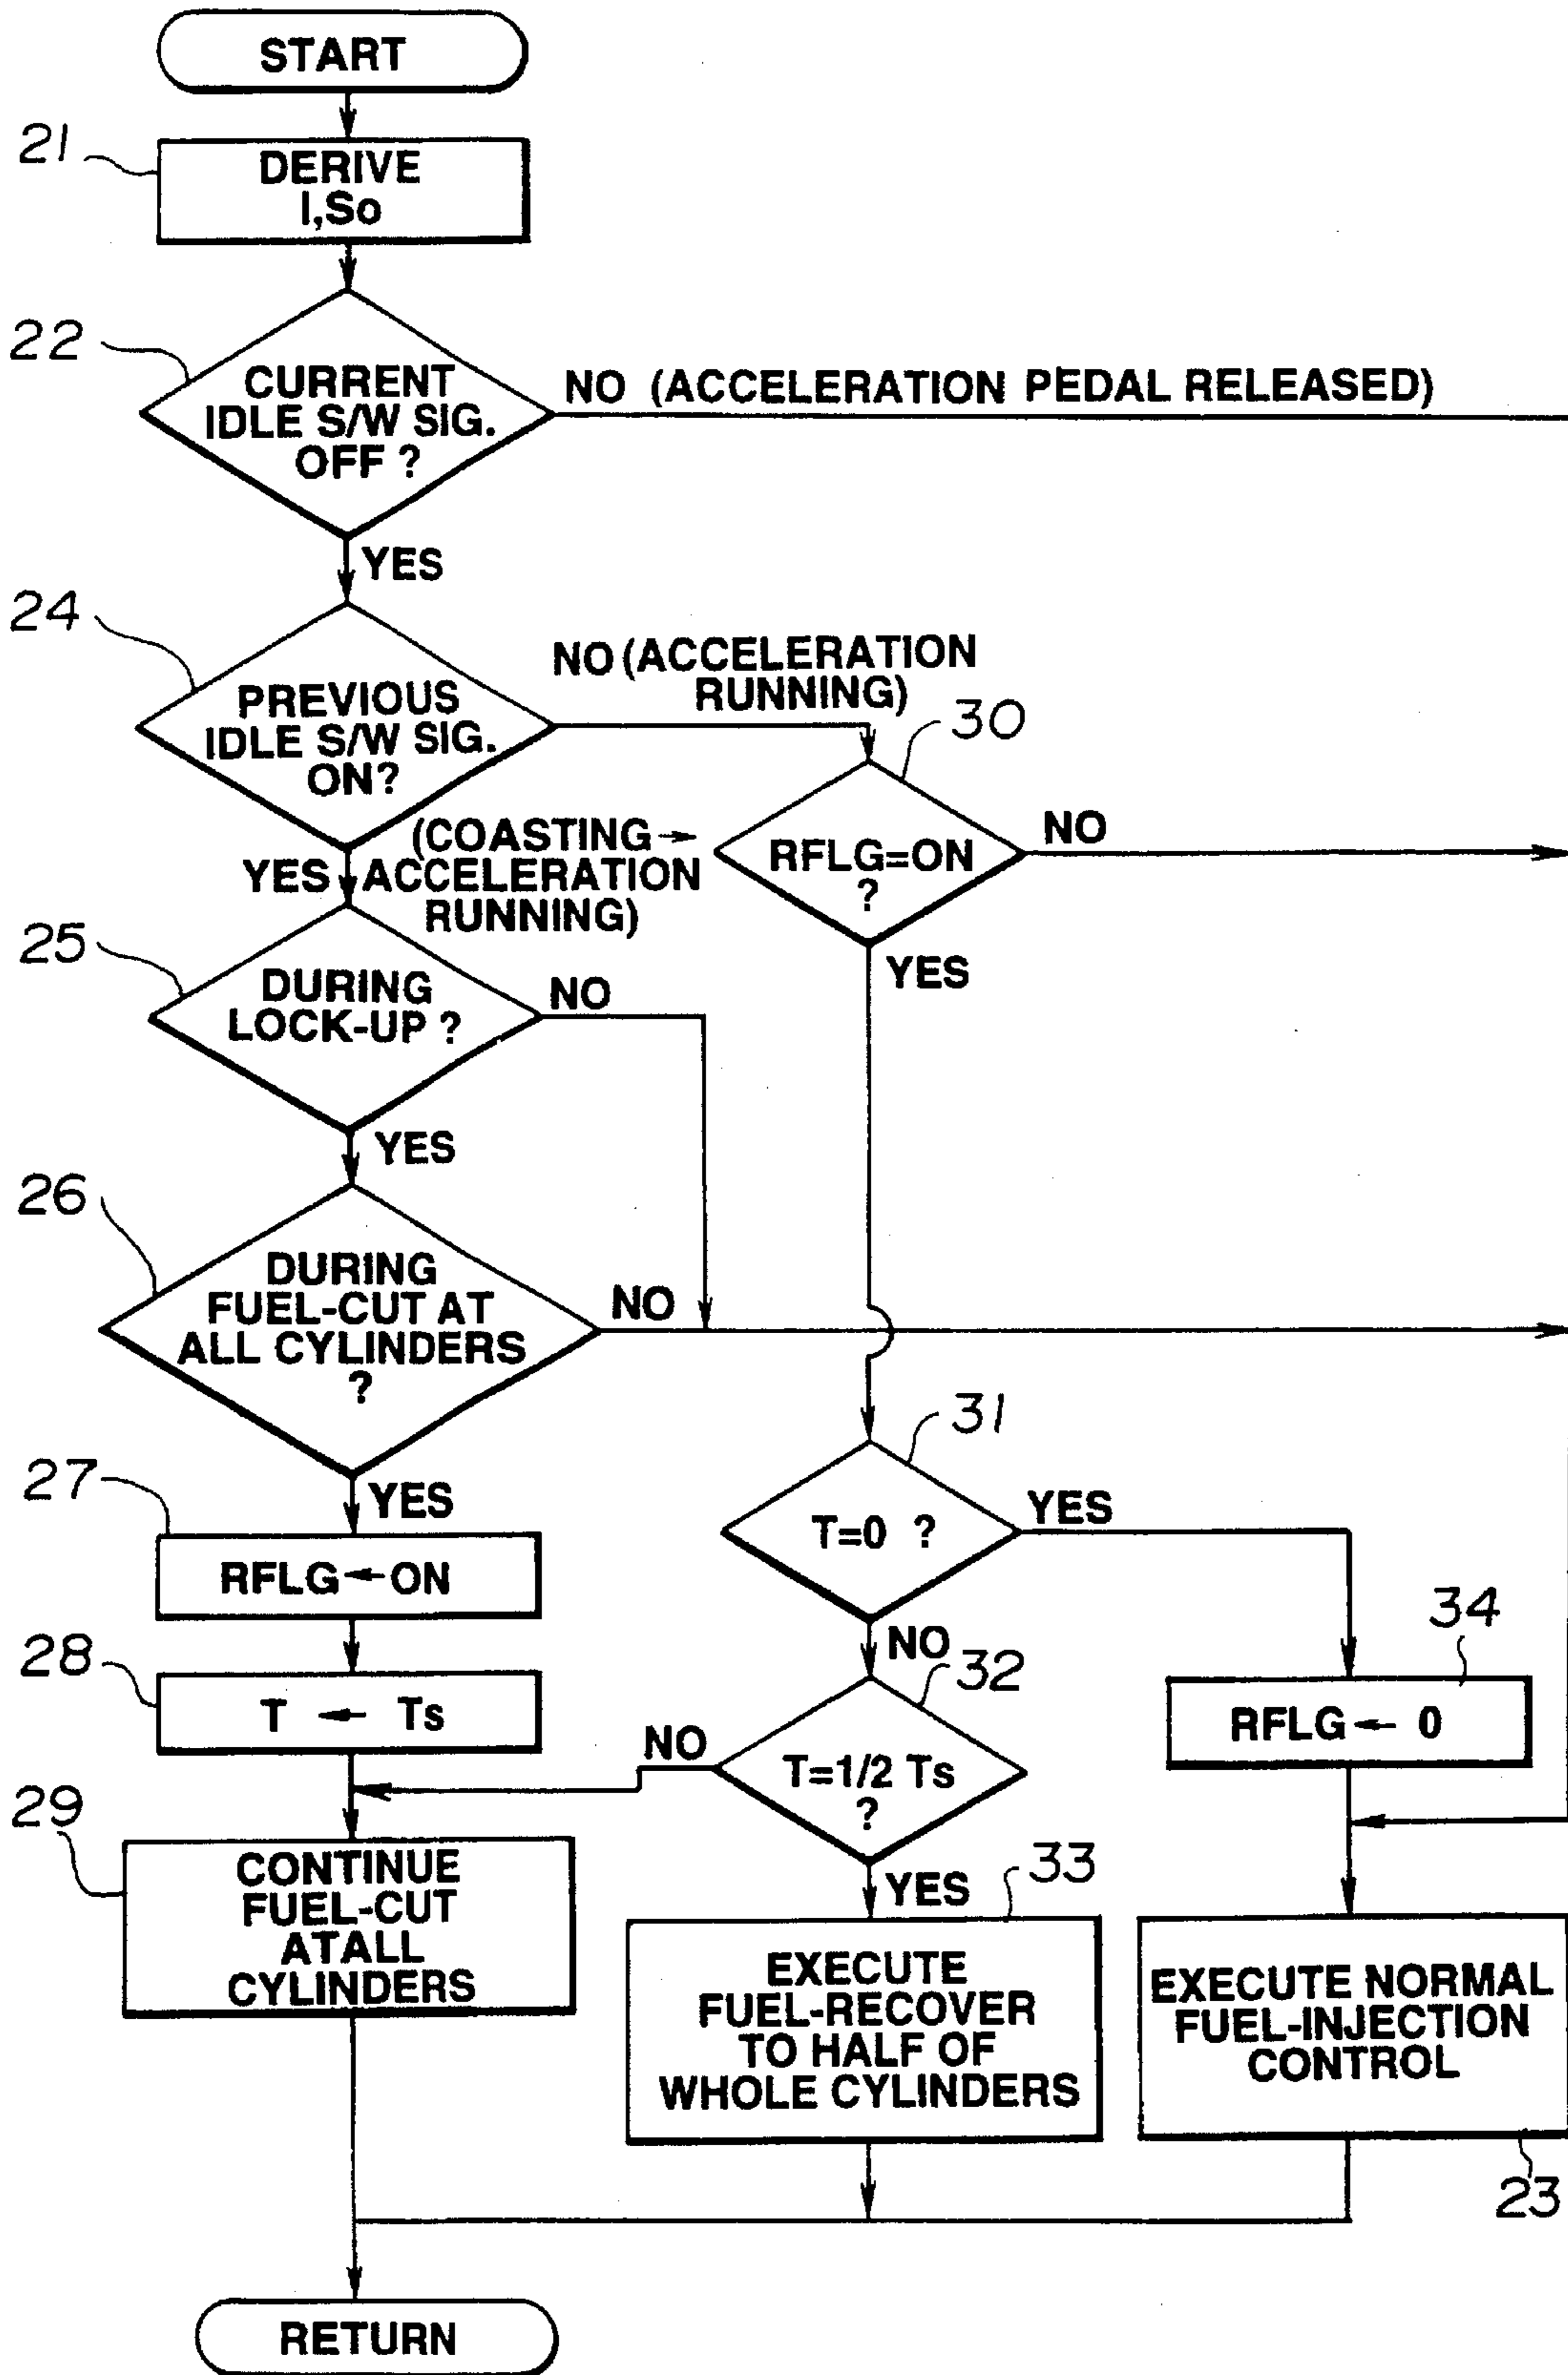 START
21
DERIVE
I,So
22
CURRENT
IDLE S/W SIG.
OFF ?
NO (ACCELERATION PEDAL RELEASED)
YES
24
PREVIOUS
IDLE S/W SIG.
ON?
NO (ACCELERATION
RUNNING)
30
RFLG=ON
?
NO
YES
YES
(COASTING→
ACCELERATION
RUNNING)
25
DURING
LOCK-UP ?
NO
YES
26
DURING
FUEL-CUT AT
ALL CYLINDERS
?
NO
YES
31
T=0 ?
YES
NO
27
RFLG←ON
28
T ← Ts
32
T=1/2 Ts
?
NO
YES
34
RFLG← 0
29
CONTINUE
FUEL-CUT
ATALL
CYLINDERS
33
EXECUTE
FUEL-RECOVER
TO HALF OF
WHOLE CYLINDERS
EXECUTE NORMAL
FUEL-INJECTION
CONTROL
23
RETURN